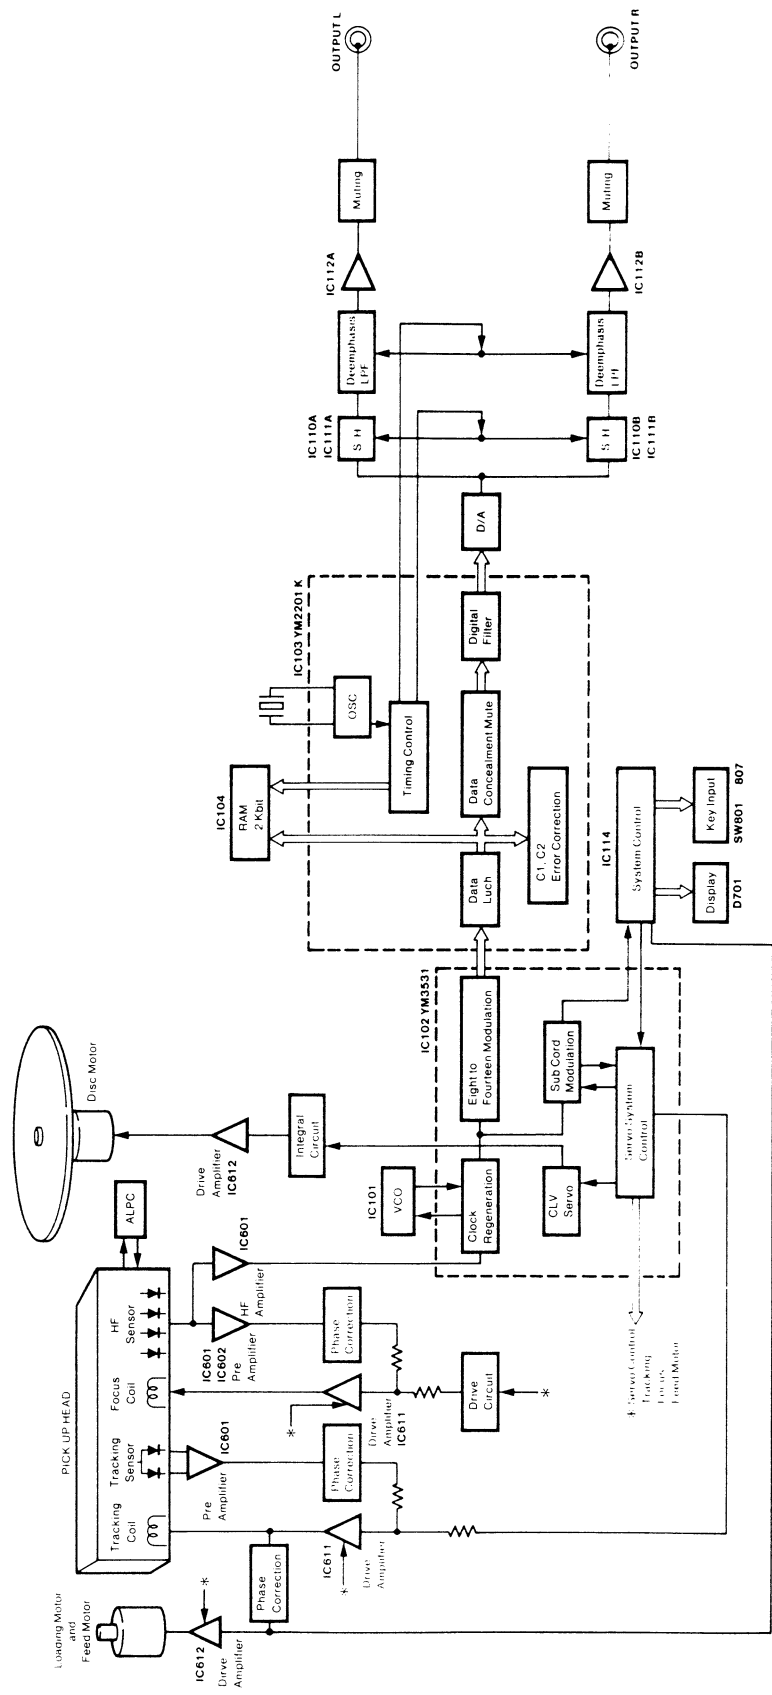 Loading Motor
and
Feed Motor
IC612
Dirve
Amplifier
PICK UP HEAD
Tracking
Coil
Tracking
Sensor
Focus
Coil
HF
Sensor
ALPC
Disc Motor
Phase
Correction
IC611
*
Dirve
Amplifier
Pre
Amplifier
IC601
Phase
Correction
*
Dirve
Amplifier
IC611
IC601
IC602
Pre
Amplifier
HF
Amplifier
IC601
Phase
Correction
Drive
Circuit
*
*
Drive
Amplifier
IC612
Integral
Circuit
IC101
VCO
IC102 YM3531
Clock
Regeneration
Eight to
Fourteen Modulation
CLV
Servo
Sub Cord
Modulation
Servo System
Control
* Servo Control
Tracking
Focus
Feed Motor
IC104
RAM
2 Kbit
IC103 YM2201 K
OSC
Timing Control
Data
Luch
Data
Concealment Mute
Digital
Filter
C1, C2
Error Correction
IC114
System Control
Display
D701
Key Input
SW801
807
D/A
IC110A
IC111A
S H
Deemphasis
LPF
IC112A
Muting
OUTPUT L
IC110B
IC111B
S H
Deemphasis
LPF
IC112B
Muting
OUTPUT R